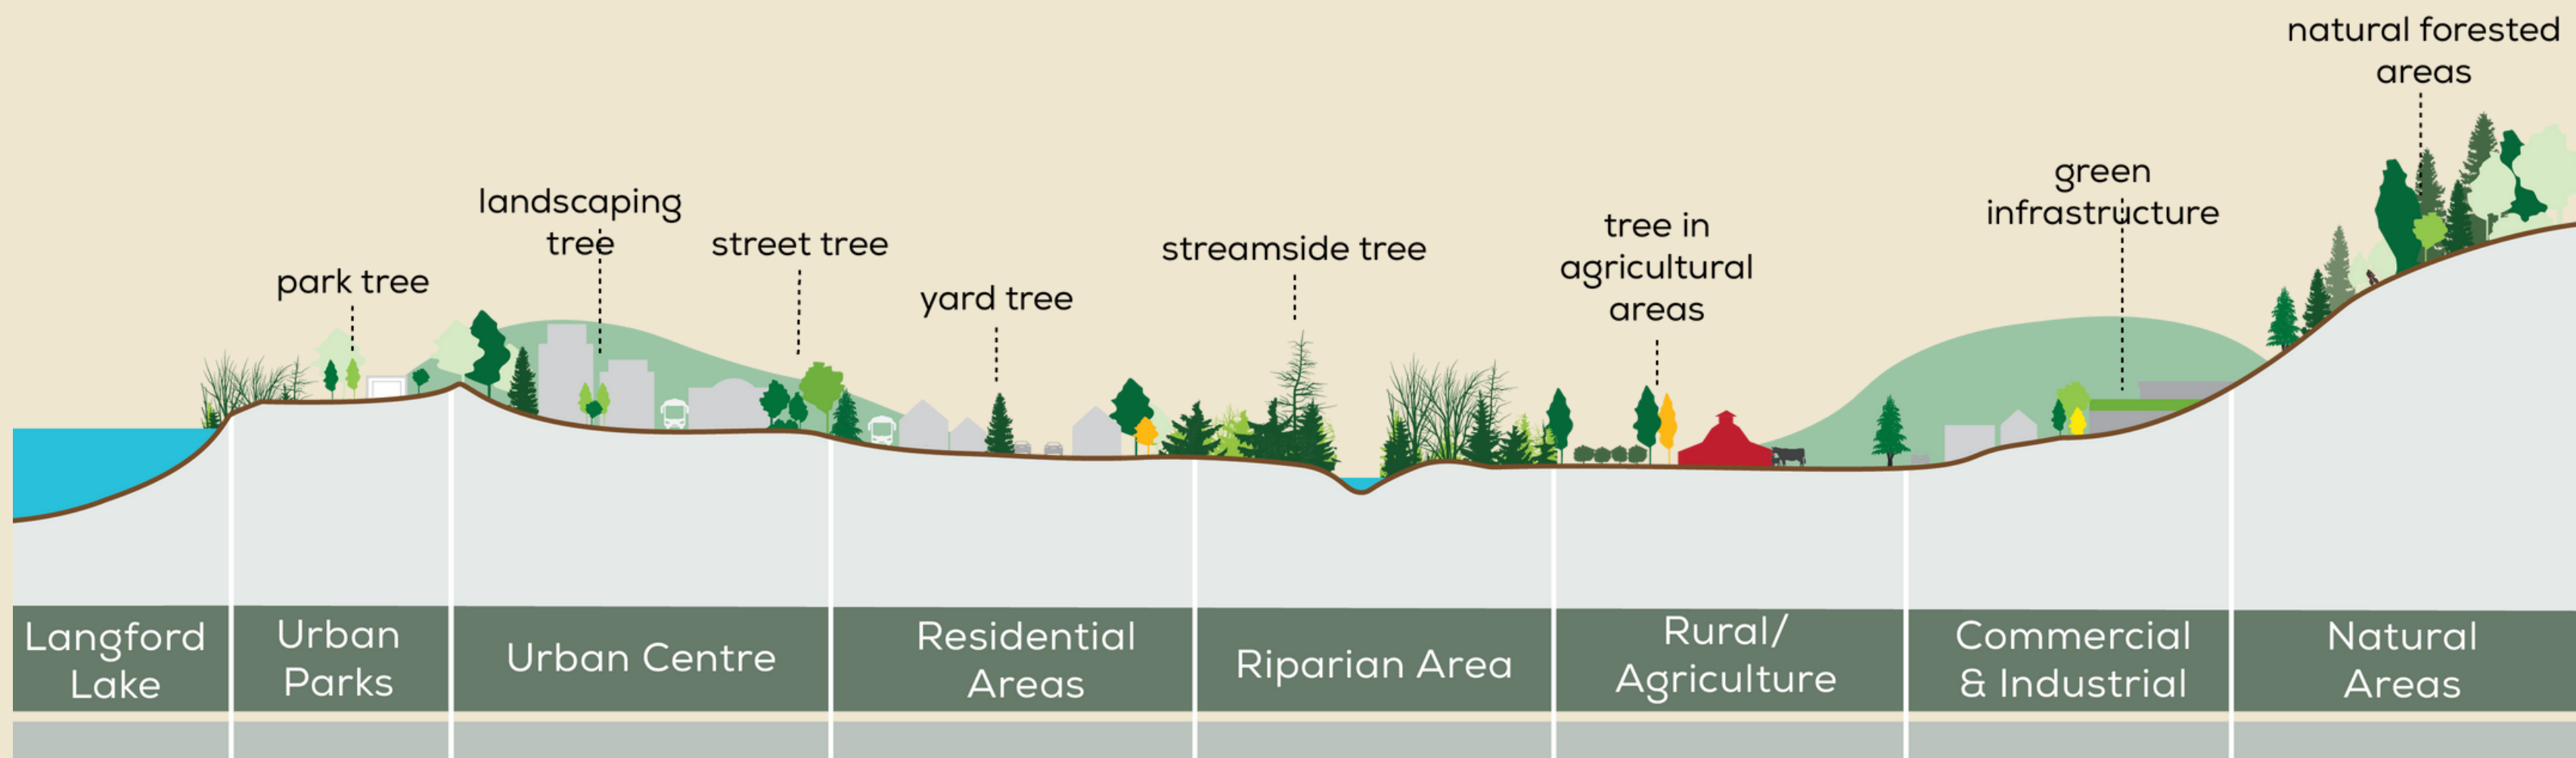 natural forested
areas
green
infrastructure
landscaping
tree
street tree
tree in
agricultural
areas
streamside tree
park tree
yard tree
Langford
Lake
Urban
Parks
Urban Centre
Residential
Areas
Riparian Area
Rural/
Agriculture
Commercial
& Industrial
Natural
Areas